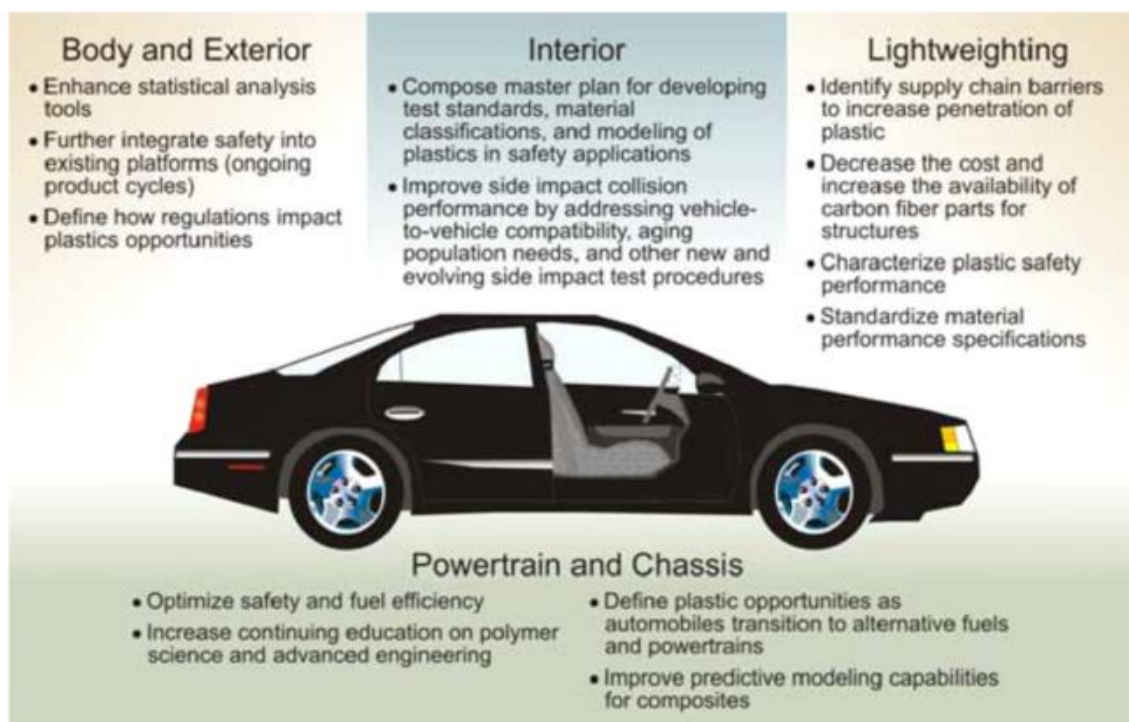 Body and Exterior
• Enhance statistical analysis
tools
• Further integrate safety into
existing platforms (ongoing
product cycles)
• Define how regulations impact
plastics opportunities
Interior
• Compose master plan for developing
test standards, material
classifications, and modeling of
plastics in safety applications
• Improve side impact collision
performance by addressing vehicle-
to-vehicle compatibility, aging
population needs, and other new and
evolving side impact test procedures
Lightweighting
• Identify supply chain barriers
to increase penetration of
plastic
• Decrease the cost and
increase the availability of
carbon fiber parts for
structures
• Characterize plastic safety
performance
• Standardize material
performance specifications
Powertrain and Chassis
• Optimize safety and fuel efficiency
• Increase continuing education on polymer
science and advanced engineering
• Define plastic opportunities as
automobiles transition to alternative fuels
and powertrains
• Improve predictive modeling capabilities
for composites